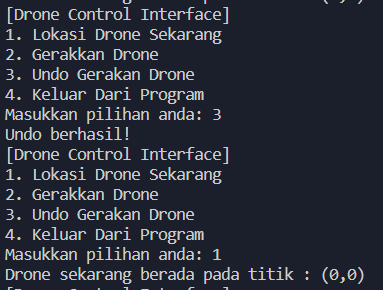 (0,0)
[Drone Control Interface]
1. Lokasi Drone Sekarang
2. Gerakkan Drone
3. Undo Gerakan Drone
4. Keluar Dari Program
Masukkan pilihan anda: 3
Undo berhasil!
[Drone Control Interface]
1. Lokasi Drone Sekarang
2. Gerakkan Drone
3. Undo Gerakan Drone
4. Keluar Dari Program
Masukkan pilihan anda: 1
Drone sekarang berada pada titik : (0,0)